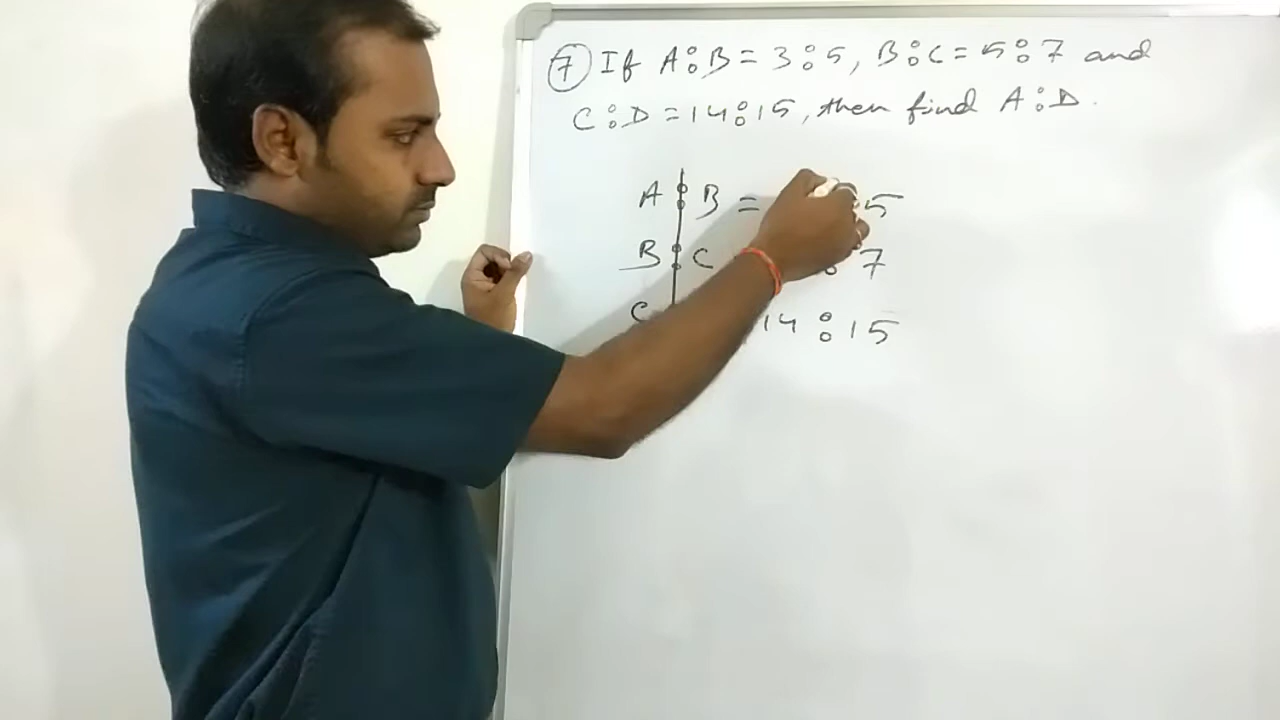 7 If A:B = 3:5, B:C = 5:7 and
C:D = 14:15, then find A:D.
A : B = 5
B : C : 7
C 14 : 15